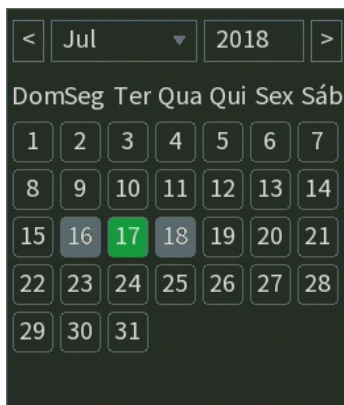 < Jul 2018 >
Dom Seg Ter Qua Qui Sex Sáb
1 2 3 4 5 6 7
8 9 10 11 12 13 14
15 16 17 18 19 20 21
22 23 24 25 26 27 28
29 30 31